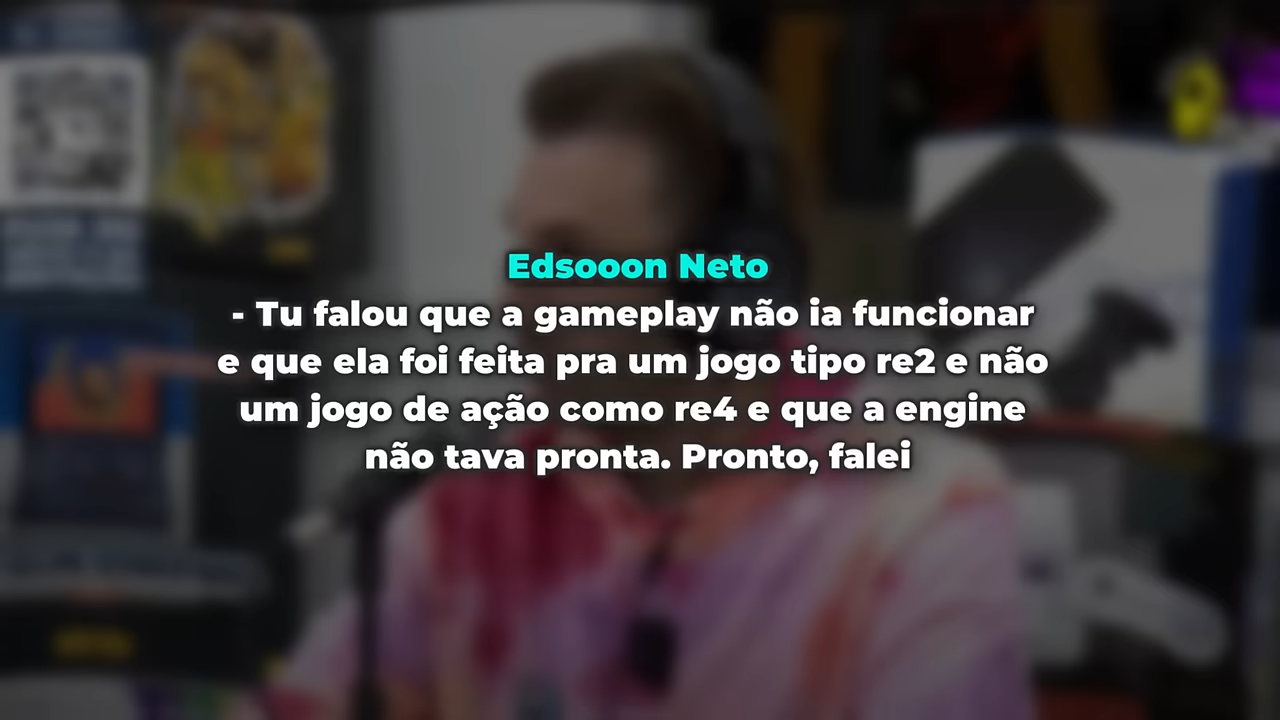 Edsooon Neto
- Tu falou que a gameplay não ia funcionar
e que ela foi feita pra um jogo tipo re2 e não
um jogo de ação como re4 e que a engine
não tava pronta. Pronto, falei